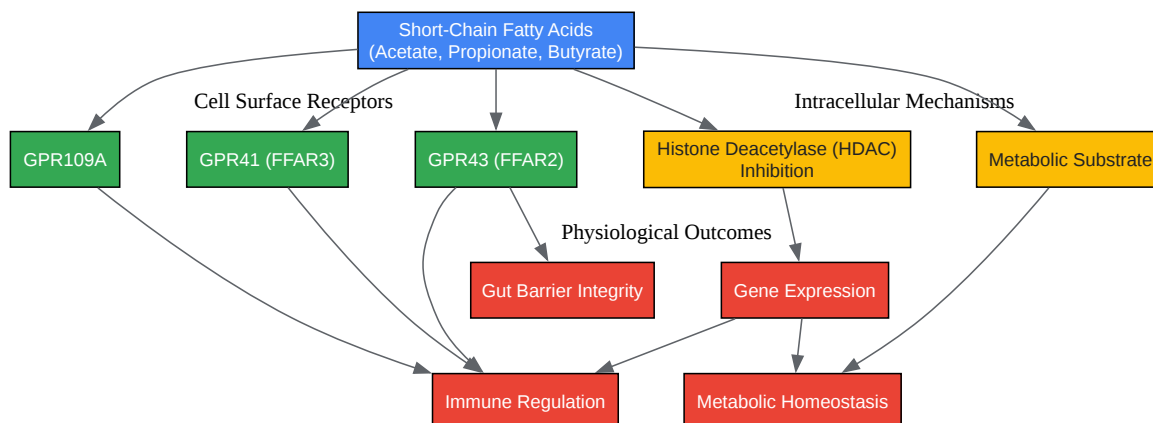 Short-Chain Fatty Acids
(Acetate, Propionate, Butyrate)
Cell Surface Receptors
Intracellular Mechanisms
GPR109A
GPR41 (FFAR3)
GPR43 (FFAR2)
Histone Deacetylase (HDAC)
Inhibition
Metabolic Substrate
Physiological Outcomes
Gut Barrier Integrity
Gene Expression
Immune Regulation
Metabolic Homeostasis